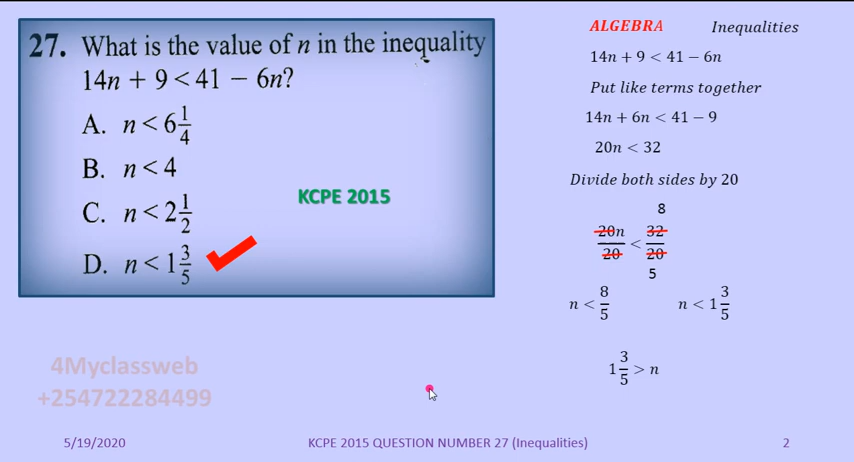 27. What is the value of n in the inequality
14n + 9 < 41 − 6n?
A. n < 6 1/4
B. n < 4
C. n < 2 1/2
D. n < 1 3/5
KCPE 2015
ALGEBRA Inequalities
14n + 9 < 41 − 6n
Put like terms together
14n + 6n < 41 − 9
20n < 32
Divide both sides by 20
8
20n/20 < 32/20
5
n < 8/5 n < 1 3/5
1 3/5 > n
4Myclassweb
+254722284499
5/19/2020 KCPE 2015 QUESTION NUMBER 27 (Inequalities) 2